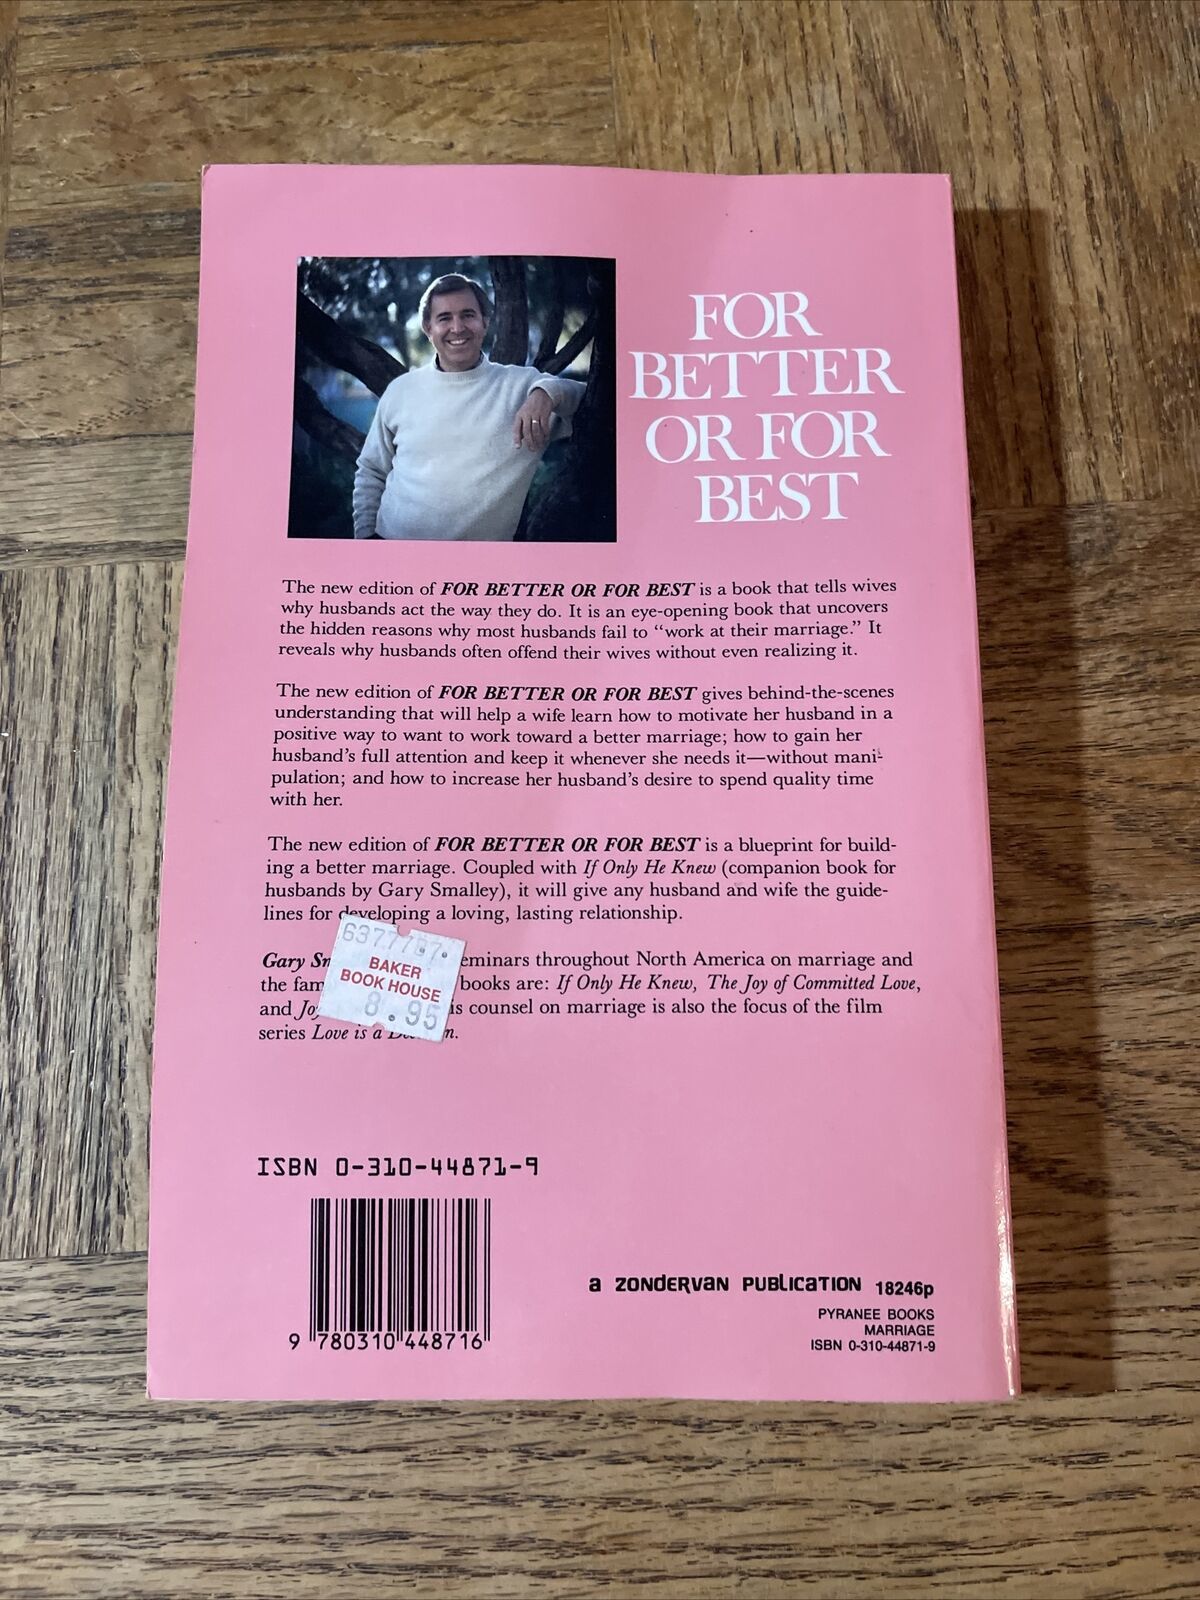 FOR
BETTER
OR FOR
BEST
The new edition of FOR BETTER OR FOR BEST is a book that tells wives
why husbands act the way they do. It is an eye-opening book that uncovers
the hidden reasons why most husbands fail to “work at their marriage.” It
reveals why husbands often offend their wives without even realizing it.
The new edition of FOR BETTER OR FOR BEST gives behind-the-scenes
understanding that will help a wife learn how to motivate her husband in a
positive way to want to work toward a better marriage; how to gain her
husband’s full attention and keep it whenever she needs it—without mani-
pulation; and how to increase her husband’s desire to spend quality time
with her.
The new edition of FOR BETTER OR FOR BEST is a blueprint for build-
ing a better marriage. Coupled with If Only He Knew (companion book for
husbands by Gary Smalley), it will give any husband and wife the guide-
lines for developing a loving, lasting relationship.
Gary throughout North America on marriage and
the books are: If Only He Knew, The Joy of Committed Love,
and counsel on marriage is also the focus of the film
series Love is a
BAKER
BOOK HOUSE
8.95
ISBN 0-310-44871-9
9 780310 448716
a ZONDERVAN PUBLICATION 18246p
PYRANEE BOOKS
MARRIAGE
ISBN 0-310-44871-9